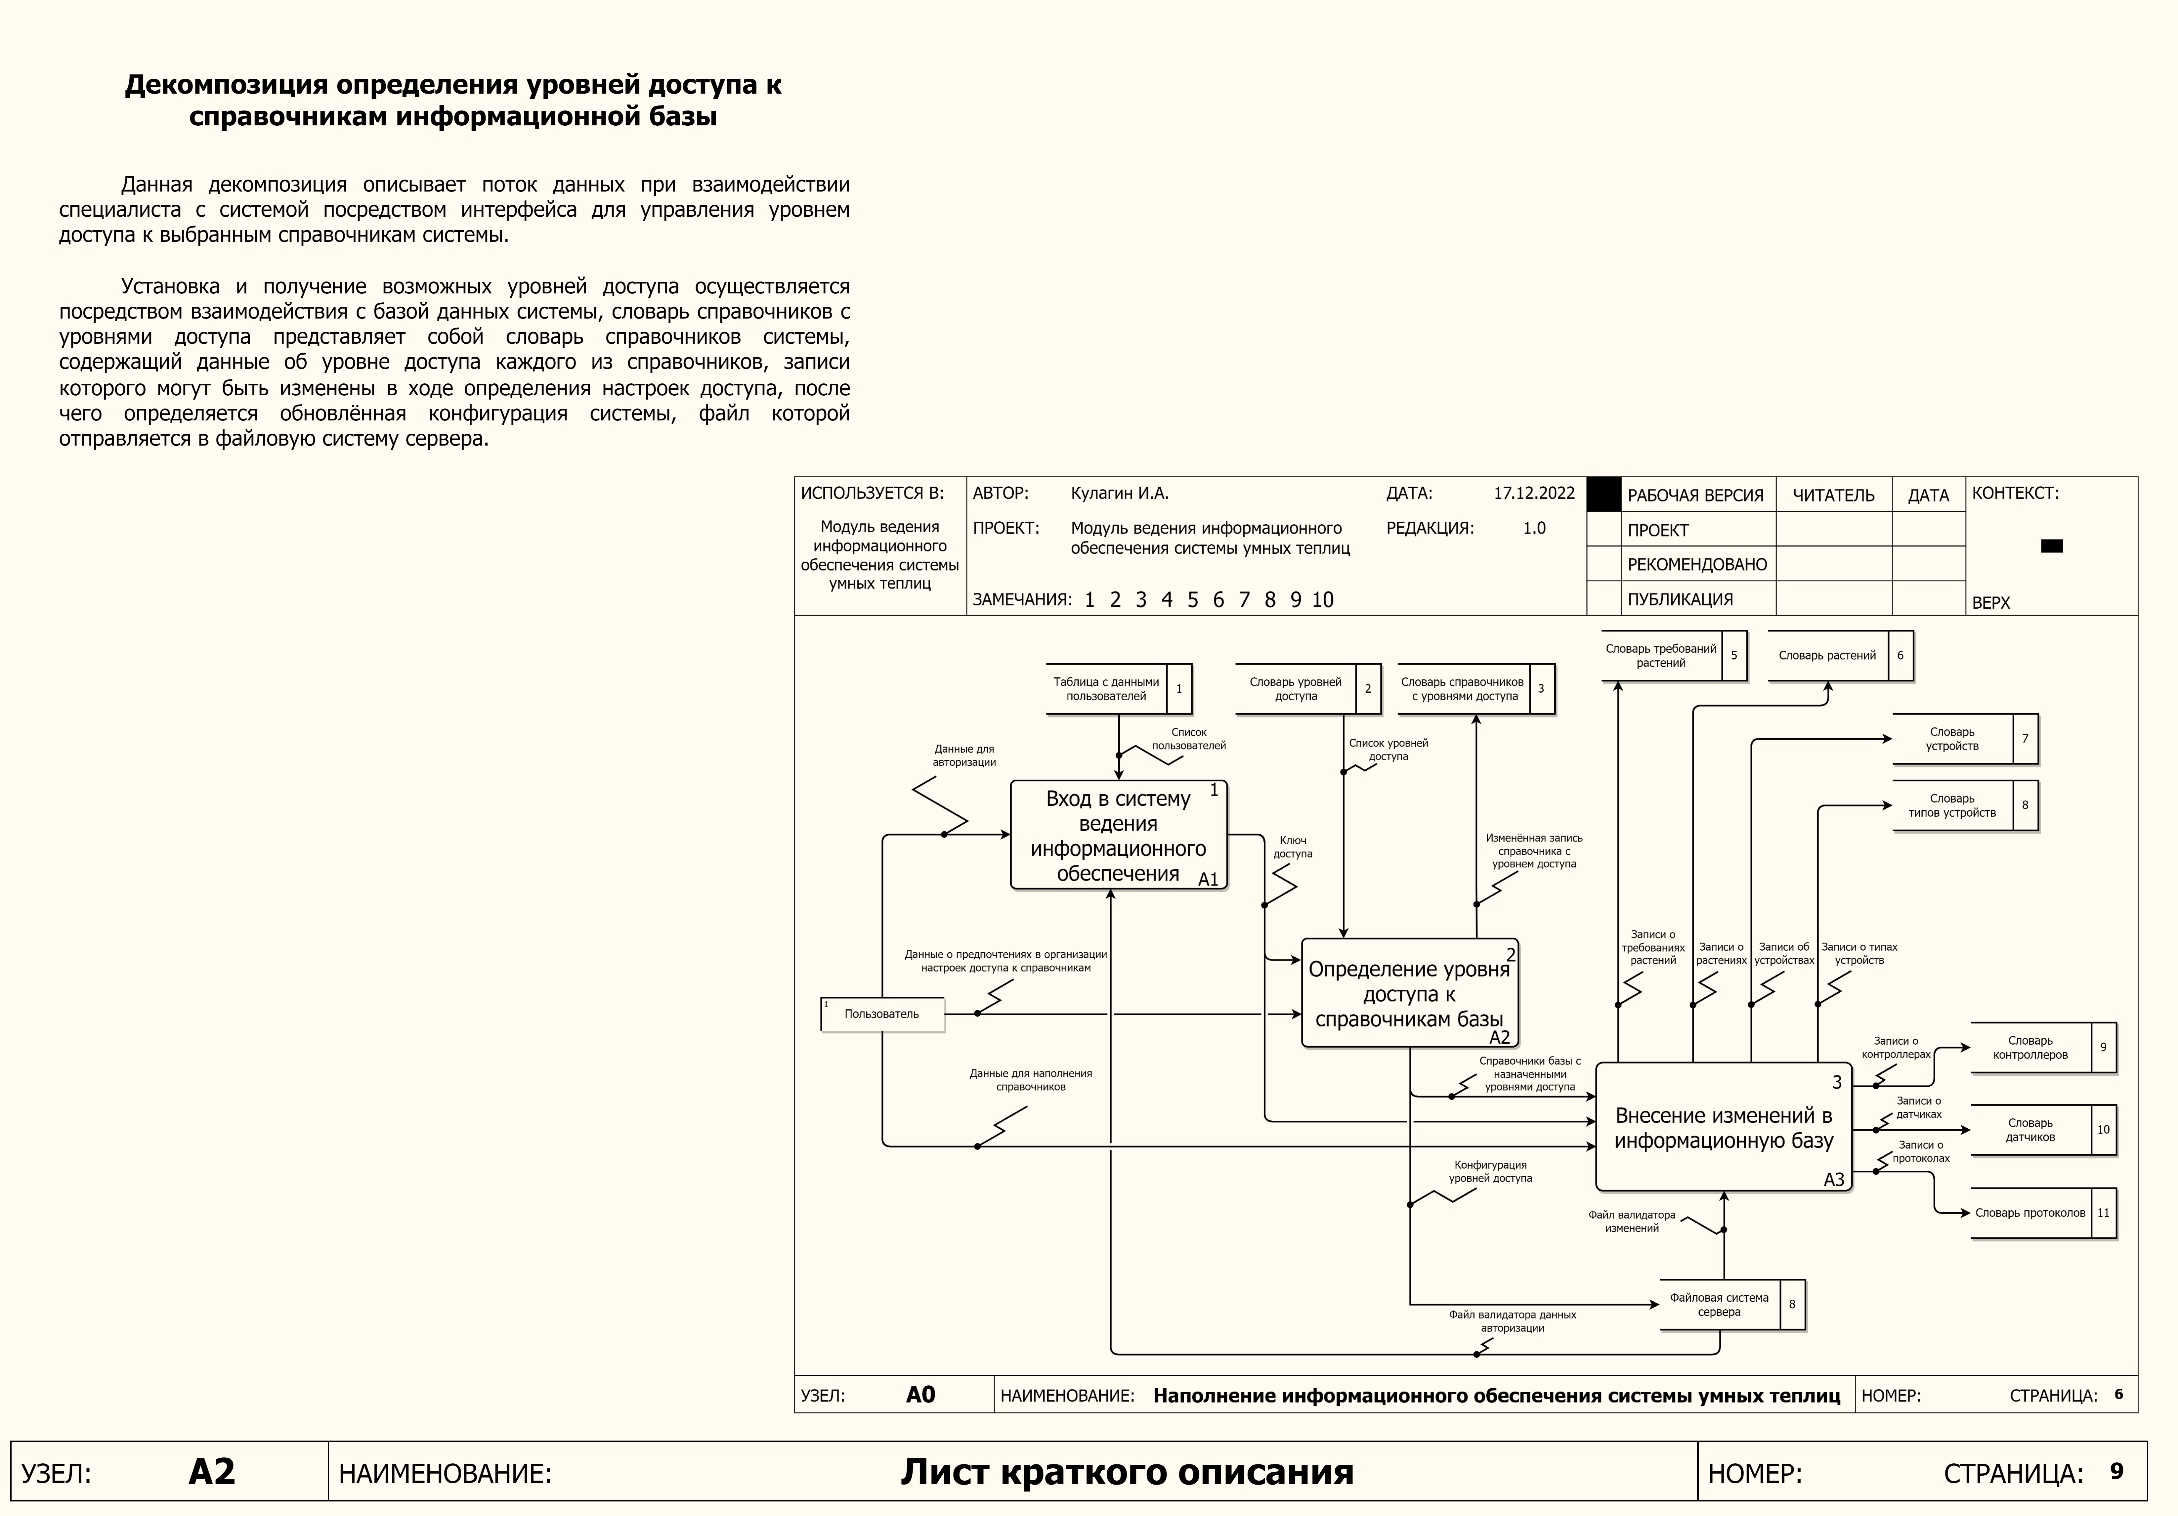 Декомпозиция определения уровней доступа к
справочникам информационной базы
Данная декомпозиция описывает поток данных при взаимодействии
специалиста с системой посредством интерфейса для управления уровнем
доступа к выбранным справочникам системы.
Установка и получение возможных уровней доступа осуществляется
посредством взаимодействия с базой данных системы, словарь справочников с
уровнями доступа представляет собой словарь справочников системы,
содержащий данные об уровне доступа каждого из справочников, записи
которого могут быть изменены в ходе определения настроек доступа, после
чего определяется обновлённая конфигурация системы, файл которой
отправляется в файловую систему сервера.
ИСПОЛЬЗУЕТСЯ В:
Модуль ведения
информационного
обеспечения системы
умных теплиц
АВТОР: Кулагин И.А.
ДАТА: 17.12.2022
ПРОЕКТ: Модуль ведения информационного
обеспечения системы умных теплиц
РЕДАКЦИЯ: 1.0
ЗАМЕЧАНИЯ: 1 2 3 4 5 6 7 8 9 10
РАБОЧАЯ ВЕРСИЯ
ЧИТАТЕЛЬ
ДАТА
ПРОЕКТ
РЕКОМЕНДОВАНО
ПУБЛИКАЦИЯ
КОНТЕКСТ:
ВЕРХ
Словарь требований
растений
5
Словарь растений
6
Таблица с данными
пользователей
1
Словарь уровней
доступа
2
Словарь справочников
с уровнями доступа
3
Словарь
устройств
7
Словарь
типов устройств
8
Данные для
авторизации
Список
пользователей
Список уровней
доступа
1
Вход в систему
ведения
информационного
обеспечения
A1
Ключ
доступа
Изменённая запись
справочника с
уровнем доступа
Данные о предпочтениях в организации
настроек доступа к справочникам
2
Определение уровня
доступа к
справочникам базы
A2
Записи о
требованиях
растений
Записи о
растениях
Записи об
устройствах
Записи о типах
устройств
1
Пользователь
Данные для наполнения
справочников
Справочники базы с
назначенными
уровнями доступа
3
Внесение изменений в
информационную базу
A3
Записи о
контроллерах
Словарь
контроллеров
9
Записи о
датчиках
Словарь
датчиков
10
Записи о
протоколах
Словарь протоколов
11
Конфигурация
уровней доступа
Файл валидатора
изменений
Файловая система
сервера
8
Файл валидатора данных
авторизации
УЗЕЛ: A0
НАИМЕНОВАНИЕ: Наполнение информационного обеспечения системы умных теплиц
НОМЕР:
СТРАНИЦА: 6
УЗЕЛ: A2
НАИМЕНОВАНИЕ: Лист краткого описания
НОМЕР:
СТРАНИЦА: 9